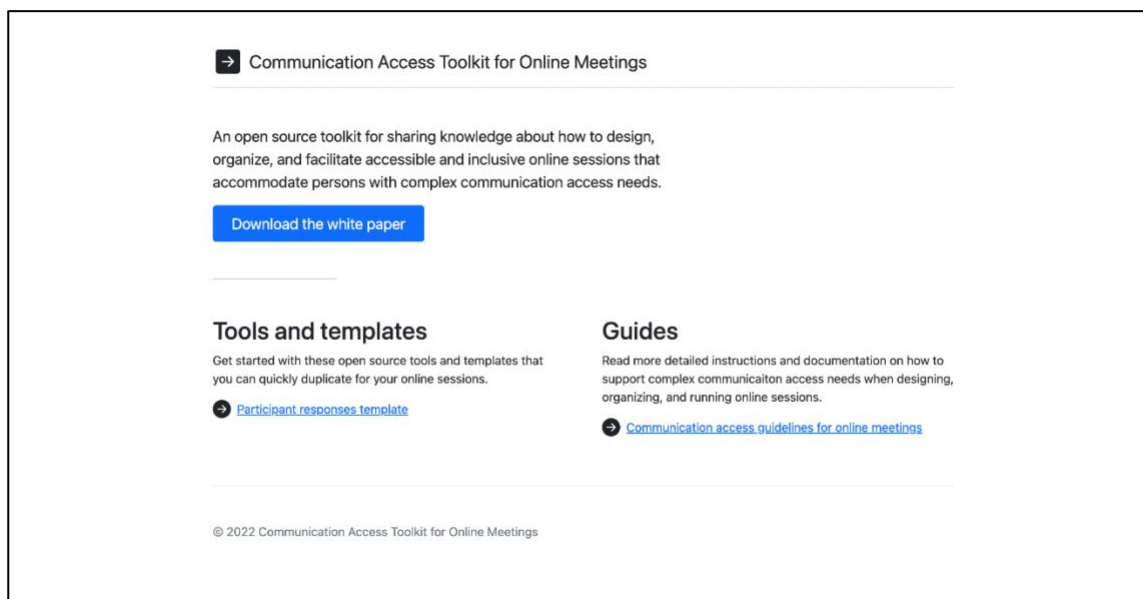 Communication Access Toolkit for Online Meetings
An open source toolkit for sharing knowledge about how to design,
organize, and facilitate accessible and inclusive online sessions that
accommodate persons with complex communication access needs.
Download the white paper
Tools and templates
Get started with these open source tools and templates that
you can quickly duplicate for your online sessions.
Participant responses template
Guides
Read more detailed instructions and documentation on how to
support complex communicaiton access needs when designing,
organizing, and running online sessions.
Communication access guidelines for online meetings
© 2022 Communication Access Toolkit for Online Meetings